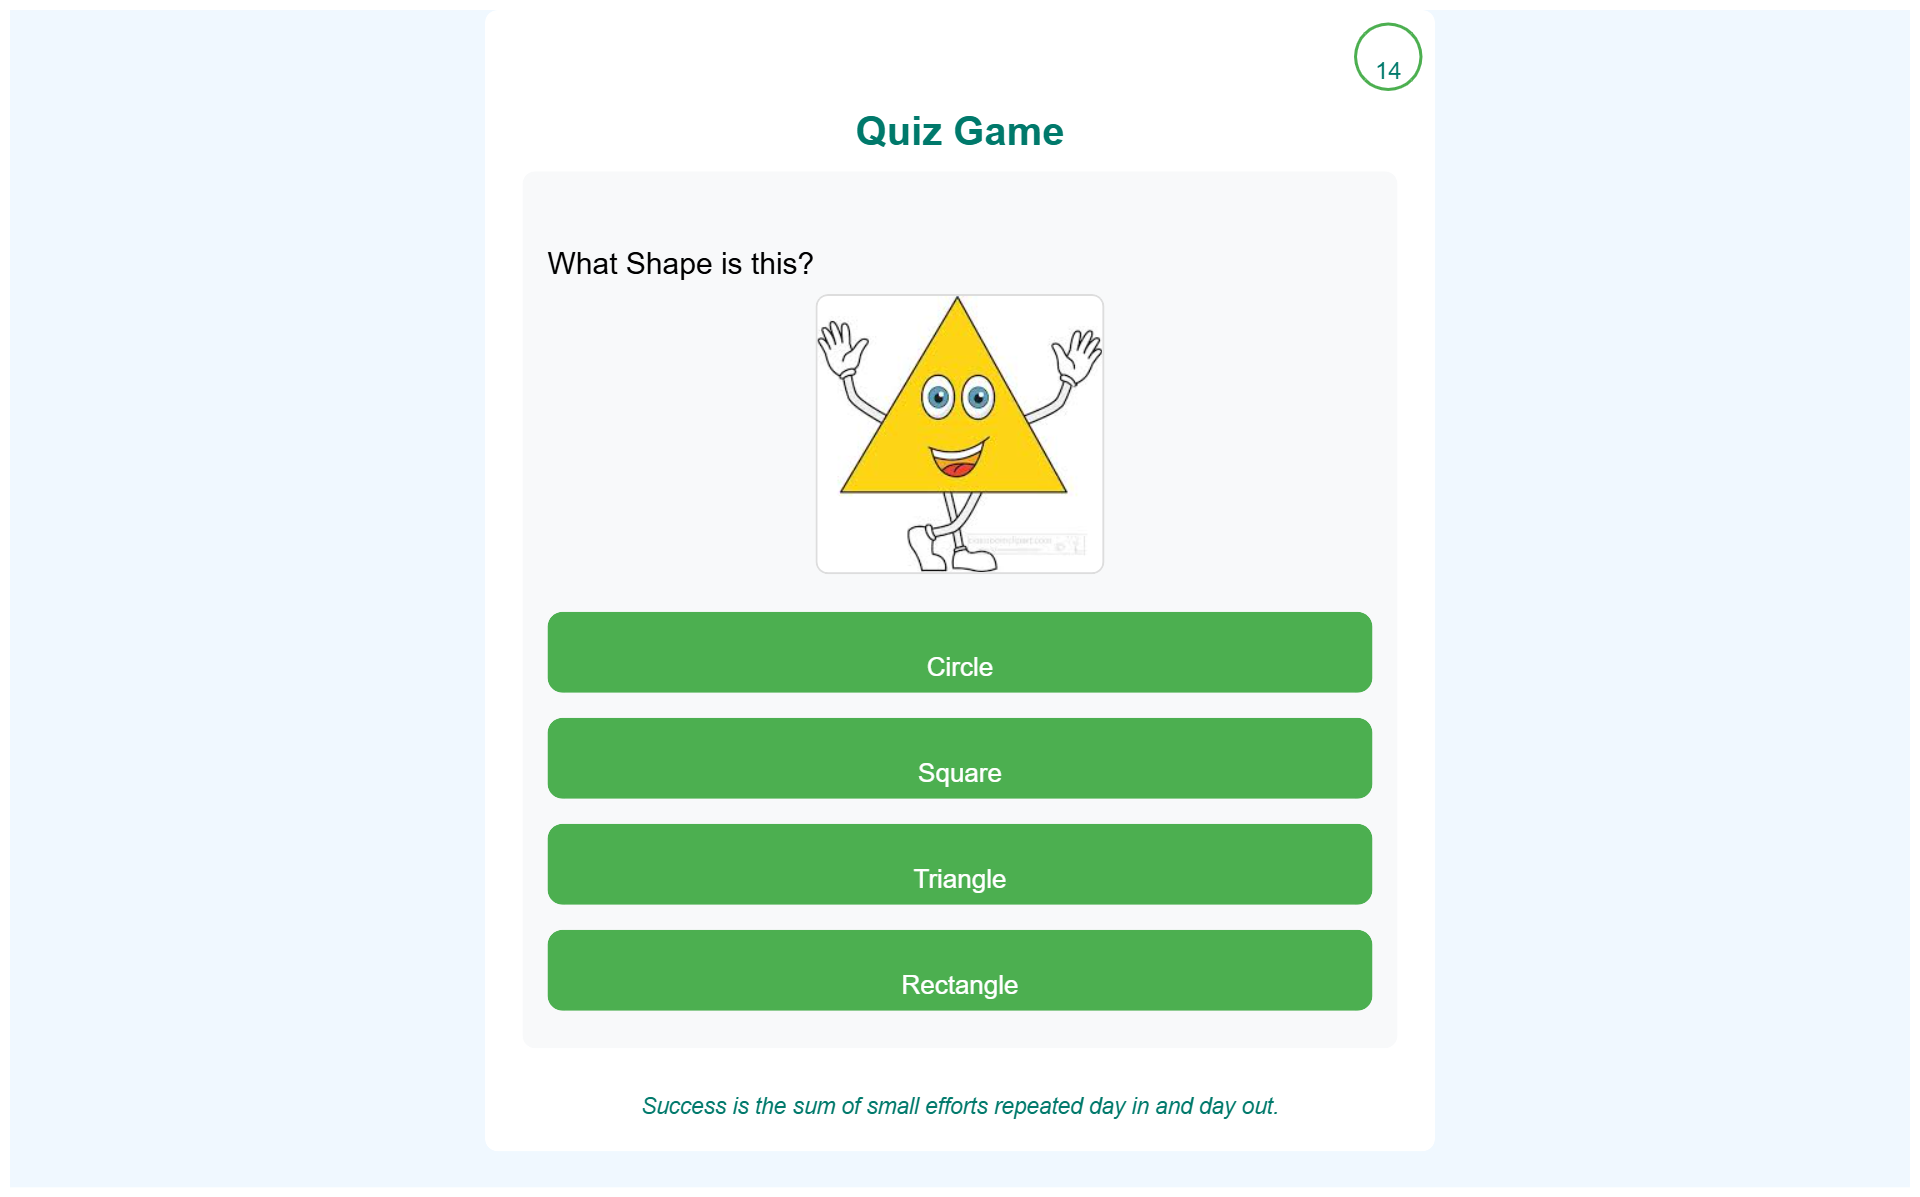 14
Quiz Game
What Shape is this?
Circle
Square
Triangle
Rectangle
Success is the sum of small efforts repeated day in and day out.